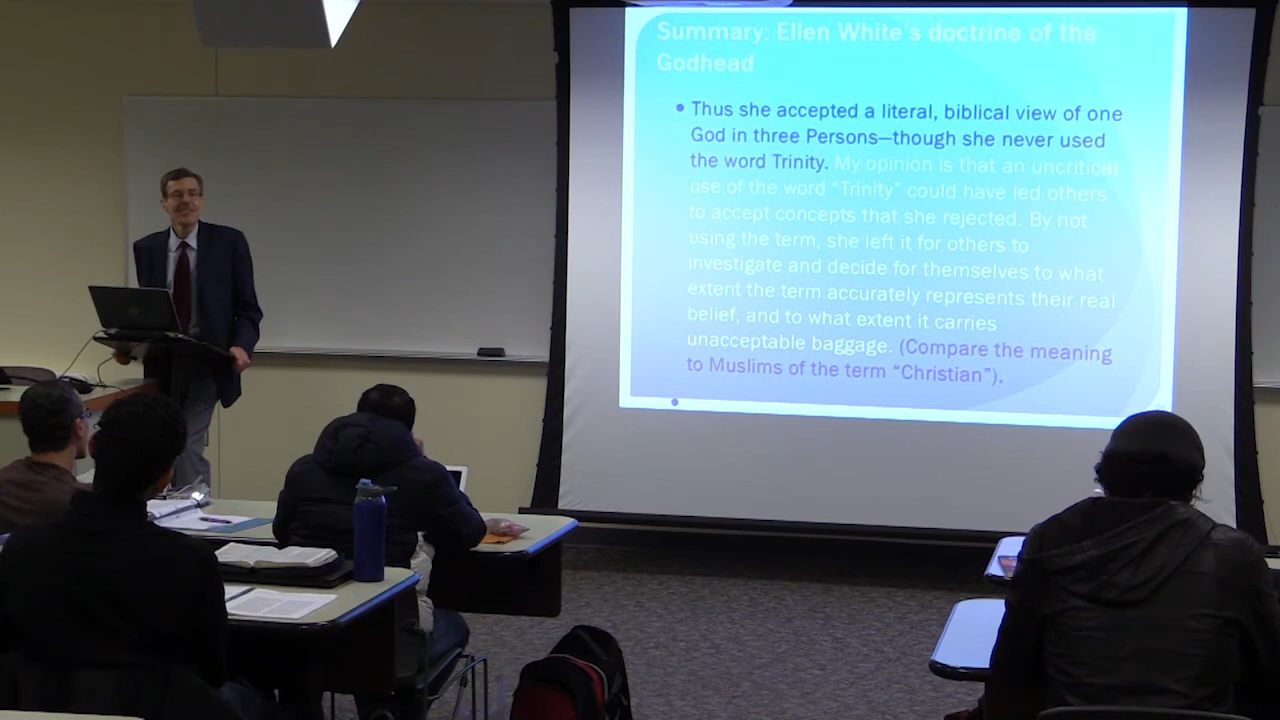 Summary: Ellen White's doctrine of the
Godhead
• Thus she accepted a literal, biblical view of one
God in three Persons—though she never used
the word Trinity. My opinion is that an uncritical
use of the word “Trinity” could have led others
to accept concepts that she rejected. By not
using the term, she left it for others to
investigate and decide for themselves to what
extent the term accurately represents their real
belief, and to what extent it carries
unacceptable baggage. (Compare the meaning
to Muslims of the term “Christian”).